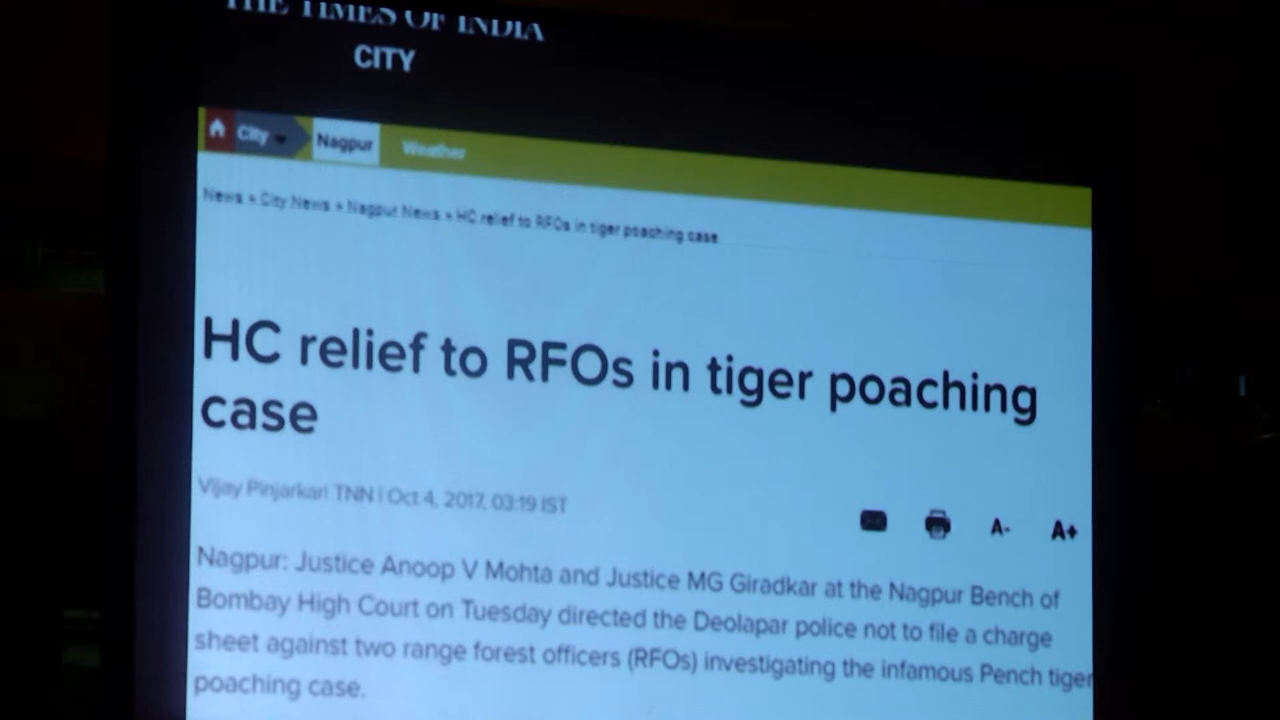 THE TIMES OF INDIA
CITY
City Nagpur Weather
News » City News » Nagpur News » HC relief to RFOs in tiger poaching case
HC relief to RFOs in tiger poaching
case
Vijay Pinjarkar| TNN | Oct 4, 2017, 03:19 IST
A- A+
Nagpur: Justice Anoop V Mohta and Justice MG Giradkar at the Nagpur Bench of
Bombay High Court on Tuesday directed the Deolapar police not to file a charge
sheet against two range forest officers (RFOs) investigating the infamous Pench tiger
poaching case.